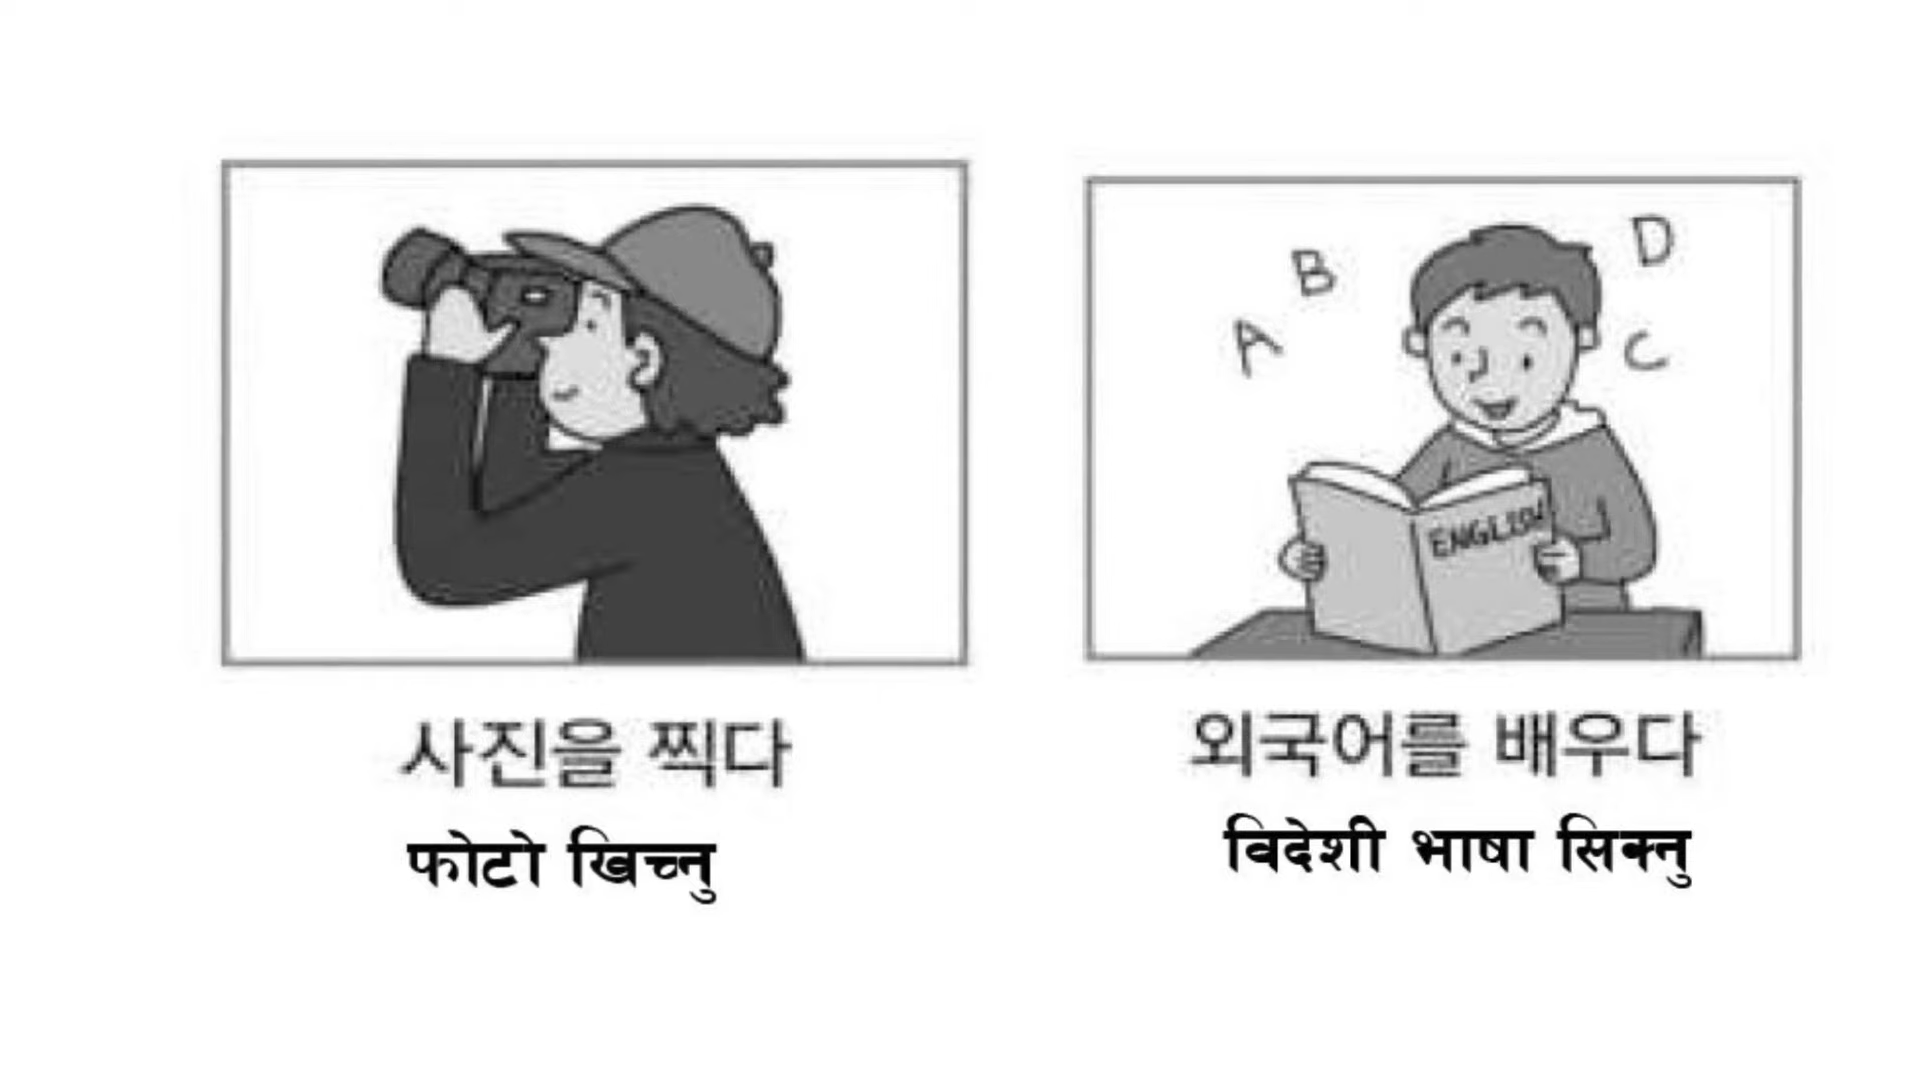 A
B
D
C
ENGLISH
사진을 찍다
외국어를 배우다
फोटो खिच्नु
विदेशी भाषा सिक्नु